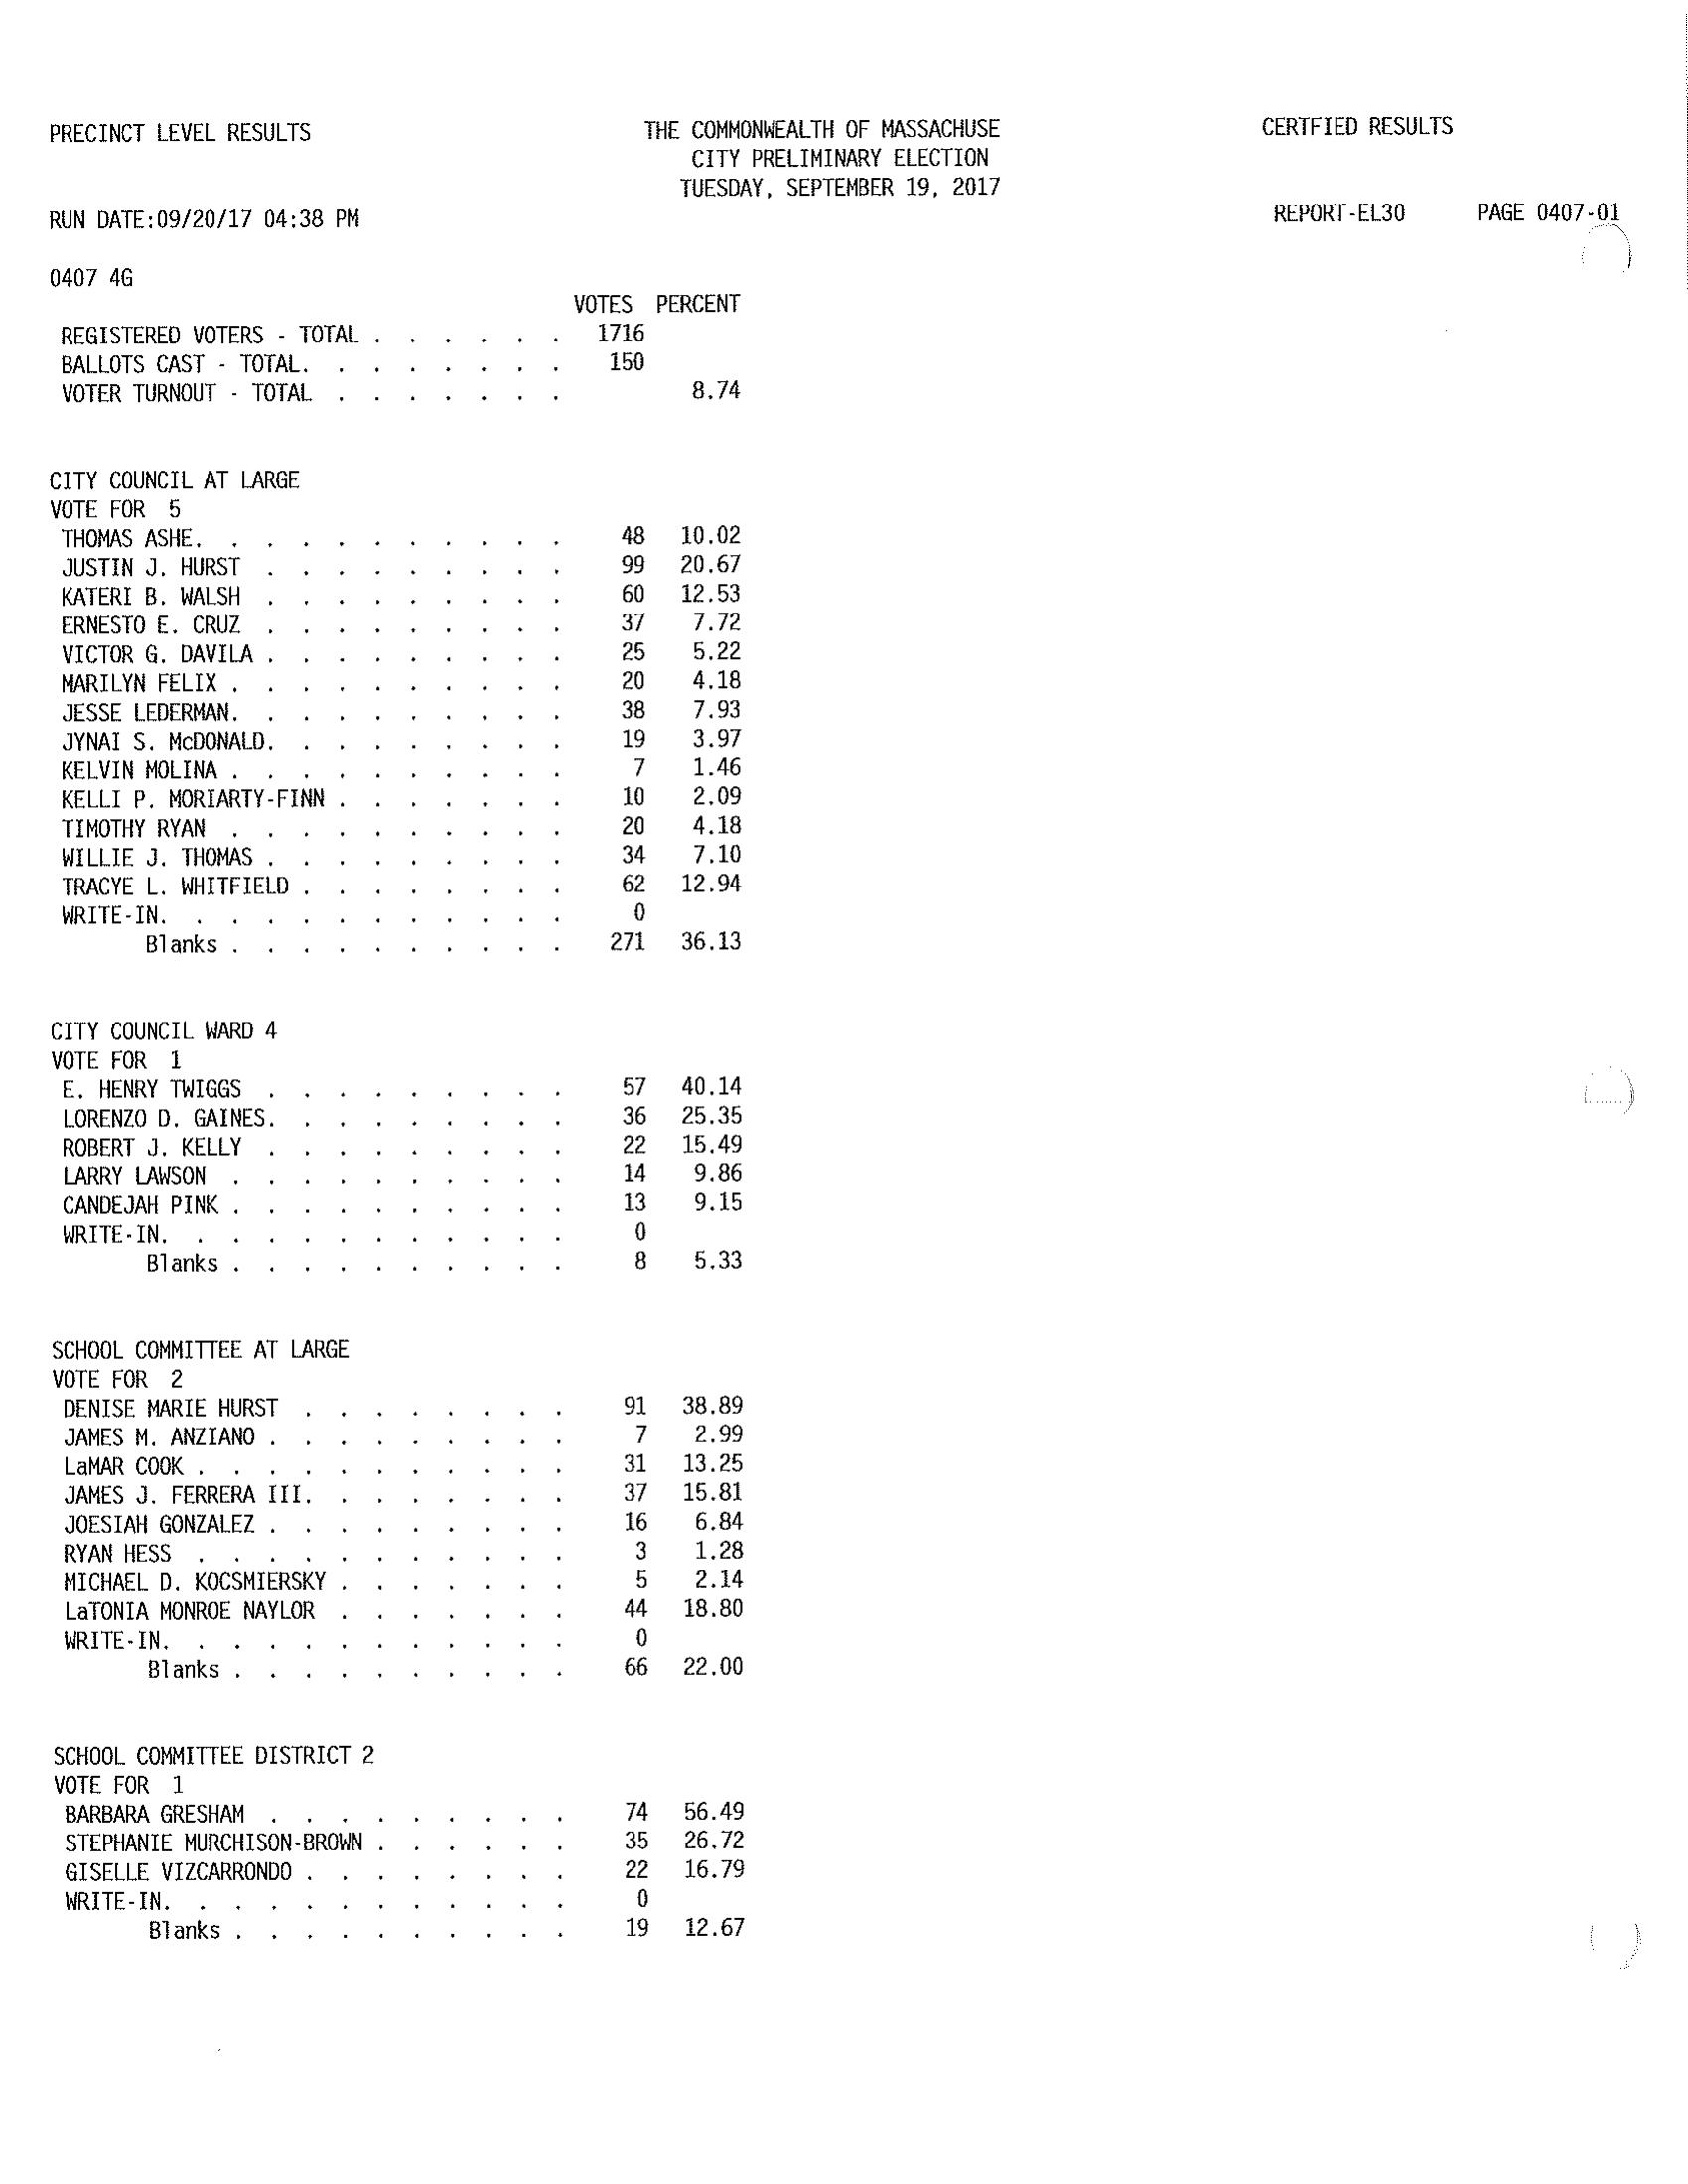 PRECINCT LEVEL RESULTS THE COMMONWEALTH OF MASSACHUSE CERTFIED RESULTS
CITY PRELIMINARY ELECTION
TUESDAY, SEPTEMBER 19, 2017
RUN DATE:09/20/17 04:38 PM REPORT-EL30 PAGE 0407-01
0407 4G
VOTES PERCENT
REGISTERED VOTERS - TOTAL . . . . . . 1716
BALLOTS CAST - TOTAL. . . . . . . . 150
VOTER TURNOUT - TOTAL . . . . . . . 8.74
CITY COUNCIL AT LARGE
VOTE FOR 5
THOMAS ASHE. . . . . . . . . . . 48 10.02
JUSTIN J. HURST . . . . . . . . . 99 20.67
KATERI B. WALSH . . . . . . . . . 60 12.53
ERNESTO E. CRUZ . . . . . . . . . 37 7.72
VICTOR G. DAVILA . . . . . . . . . 25 5.22
MARILYN FELIX . . . . . . . . . . 20 4.18
JESSE LEDERMAN. . . . . . . . . . 38 7.93
JYNAI S. McDONALD. . . . . . . . . 19 3.97
KELVIN MOLINA . . . . . . . . . . 7 1.46
KELLI P. MORIARTY-FINN . . . . . . . 10 2.09
TIMOTHY RYAN . . . . . . . . . . 20 4.18
WILLIE J. THOMAS . . . . . . . . . 34 7.10
TRACYE L. WHITFIELD . . . . . . . . 62 12.94
WRITE-IN. . . . . . . . . . . . 0
Blanks . . . . . . . . . . 271 36.13
CITY COUNCIL WARD 4
VOTE FOR 1
E. HENRY TWIGGS . . . . . . . . . 57 40.14
LORENZO D. GAINES. . . . . . . . . 36 25.35
ROBERT J. KELLY . . . . . . . . . 22 15.49
LARRY LAWSON . . . . . . . . . . 14 9.86
CANDEJAH PINK . . . . . . . . . . 13 9.15
WRITE-IN. . . . . . . . . . . . 0
Blanks . . . . . . . . . . 8 5.33
SCHOOL COMMITTEE AT LARGE
VOTE FOR 2
DENISE MARIE HURST . . . . . . . . 91 38.89
JAMES M. ANZIANO . . . . . . . . . 7 2.99
LaMAR COOK . . . . . . . . . . . 31 13.25
JAMES J. FERRERA III. . . . . . . . 37 15.81
JOESIAH GONZALEZ . . . . . . . . . 16 6.84
RYAN HESS . . . . . . . . . . . 3 1.28
MICHAEL D. KOCSMIERSKY . . . . . . . 5 2.14
LaTONIA MONROE NAYLOR . . . . . . . 44 18.80
WRITE-IN. . . . . . . . . . . . 0
Blanks . . . . . . . . . . 66 22.00
SCHOOL COMMITTEE DISTRICT 2
VOTE FOR 1
BARBARA GRESHAM . . . . . . . . . 74 56.49
STEPHANIE MURCHISON-BROWN . . . . . . 35 26.72
GISELLE VIZCARRONDO . . . . . . . . 22 16.79
WRITE-IN. . . . . . . . . . . . 0
Blanks . . . . . . . . . . 19 12.67